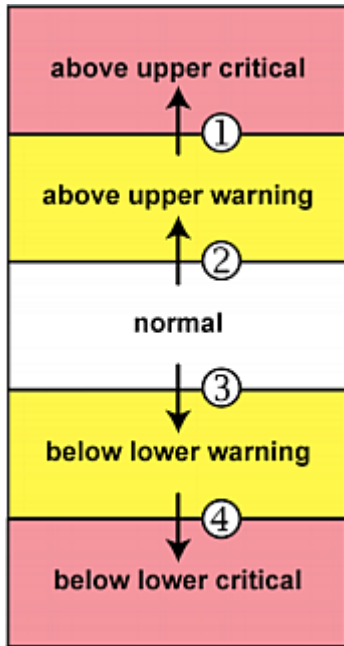 above upper critical
①
above upper warning
②
normal
③
below lower warning
④
below lower critical